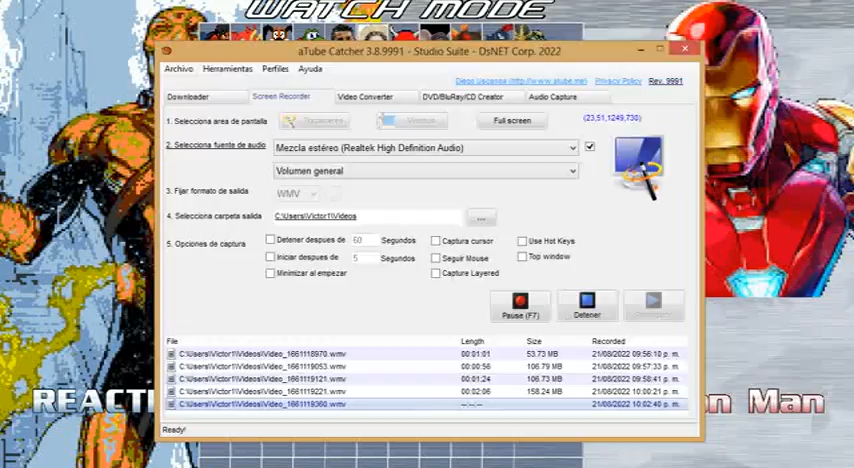 WATCH MODE
aTube Catcher 3.8.9991 - Studio Suite - DsNET Corp. 2022
Archivo Herramientas Perfiles Ayuda
Diego Uscanga (http://www.atube.me) Privacy Policy Rev. 9991
Downloader Screen Recorder Video Converter DVD/BluRay/CD Creator Audio Capture
1. Selecciona area de pantalla Full screen (23,51,1249,730)
2. Selecciona fuente de audio Mezcla estéreo (Realtek High Definition Audio)
Volumen general
3. Fijar formato de salida WMV
4. Selecciona carpeta salida C:\Users\Victor1\Videos ...
5. Opciones de captura Detener despues de 60 Segundos Captura cursor Use Hot Keys
Iniciar despues de 5 Segundos Seguir Mouse Top window
Minimizar al empezar Capture Layered
Pause (F7) Detener
File Length Size Recorded
C:\Users\Victor1\Videos\Video_1661118970.wmv 00:01:01 53.73 MB 21/08/2022 09:56:10 p. m.
C:\Users\Victor1\Videos\Video_1661119053.wmv 00:00:56 106.79 MB 21/08/2022 09:57:33 p. m.
C:\Users\Victor1\Videos\Video_1661119121.wmv 00:01:24 106.73 MB 21/08/2022 09:58:41 p. m.
C:\Users\Victor1\Videos\Video_1661119221.wmv 00:02:06 158.24 MB 21/08/2022 10:00:21 p. m.
C:\Users\Victor1\Videos\Video_1661119360.wmv --:--:-- 21/08/2022 10:02:40 p. m.
REACTI on Man
Ready!